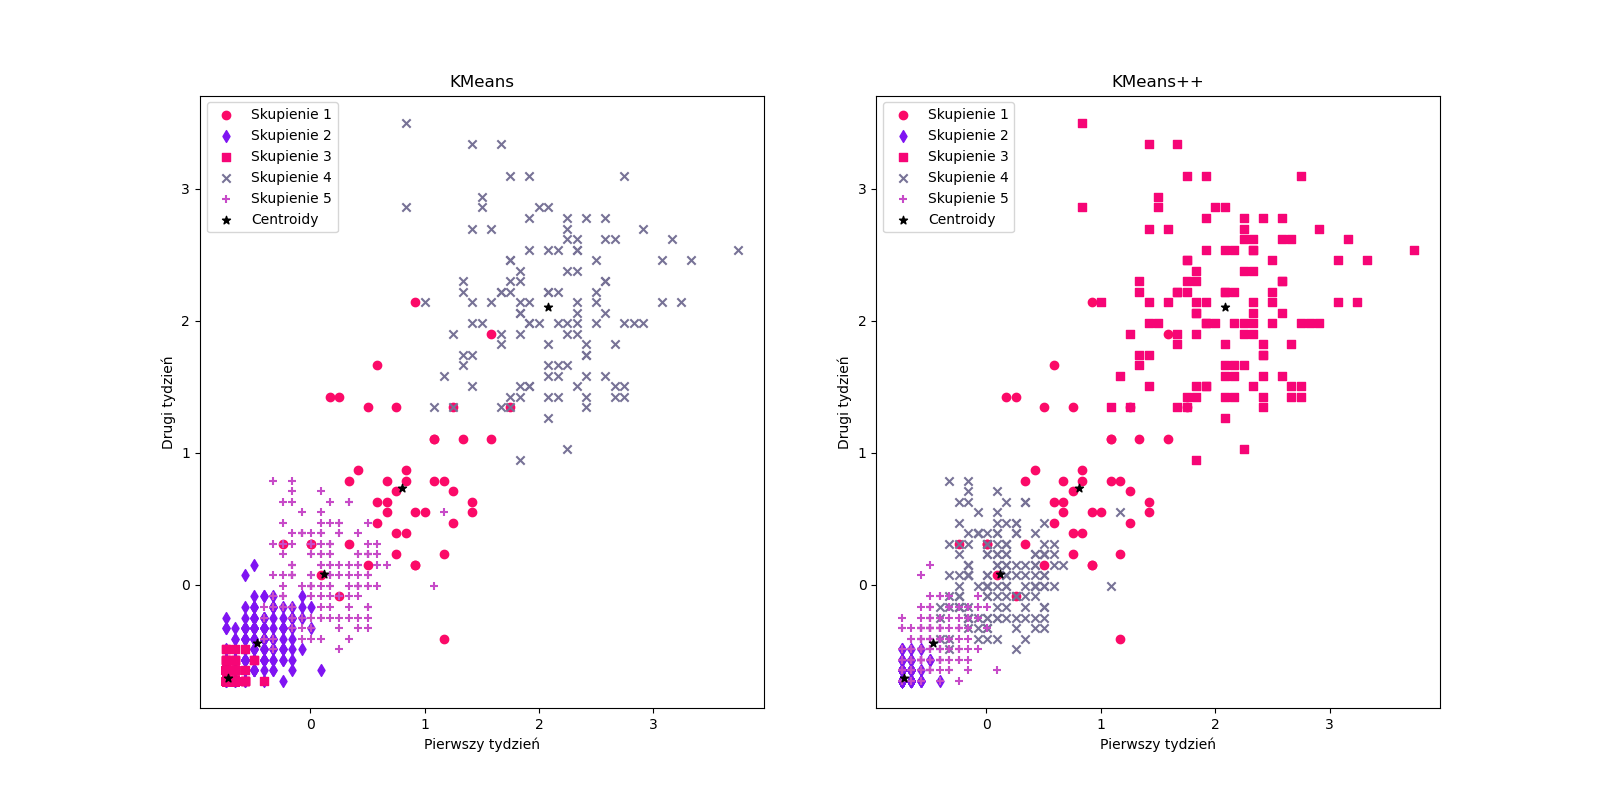 KMeans
Skupienie 1
Skupienie 2
Skupienie 3
Skupienie 4
Skupienie 5
Centroidy
3
2
1
0
Drugi tydzień
0
1
2
3
Pierwszy tydzień
KMeans++
Skupienie 1
Skupienie 2
Skupienie 3
Skupienie 4
Skupienie 5
Centroidy
3
2
1
0
Drugi tydzień
0
1
2
3
Pierwszy tydzień